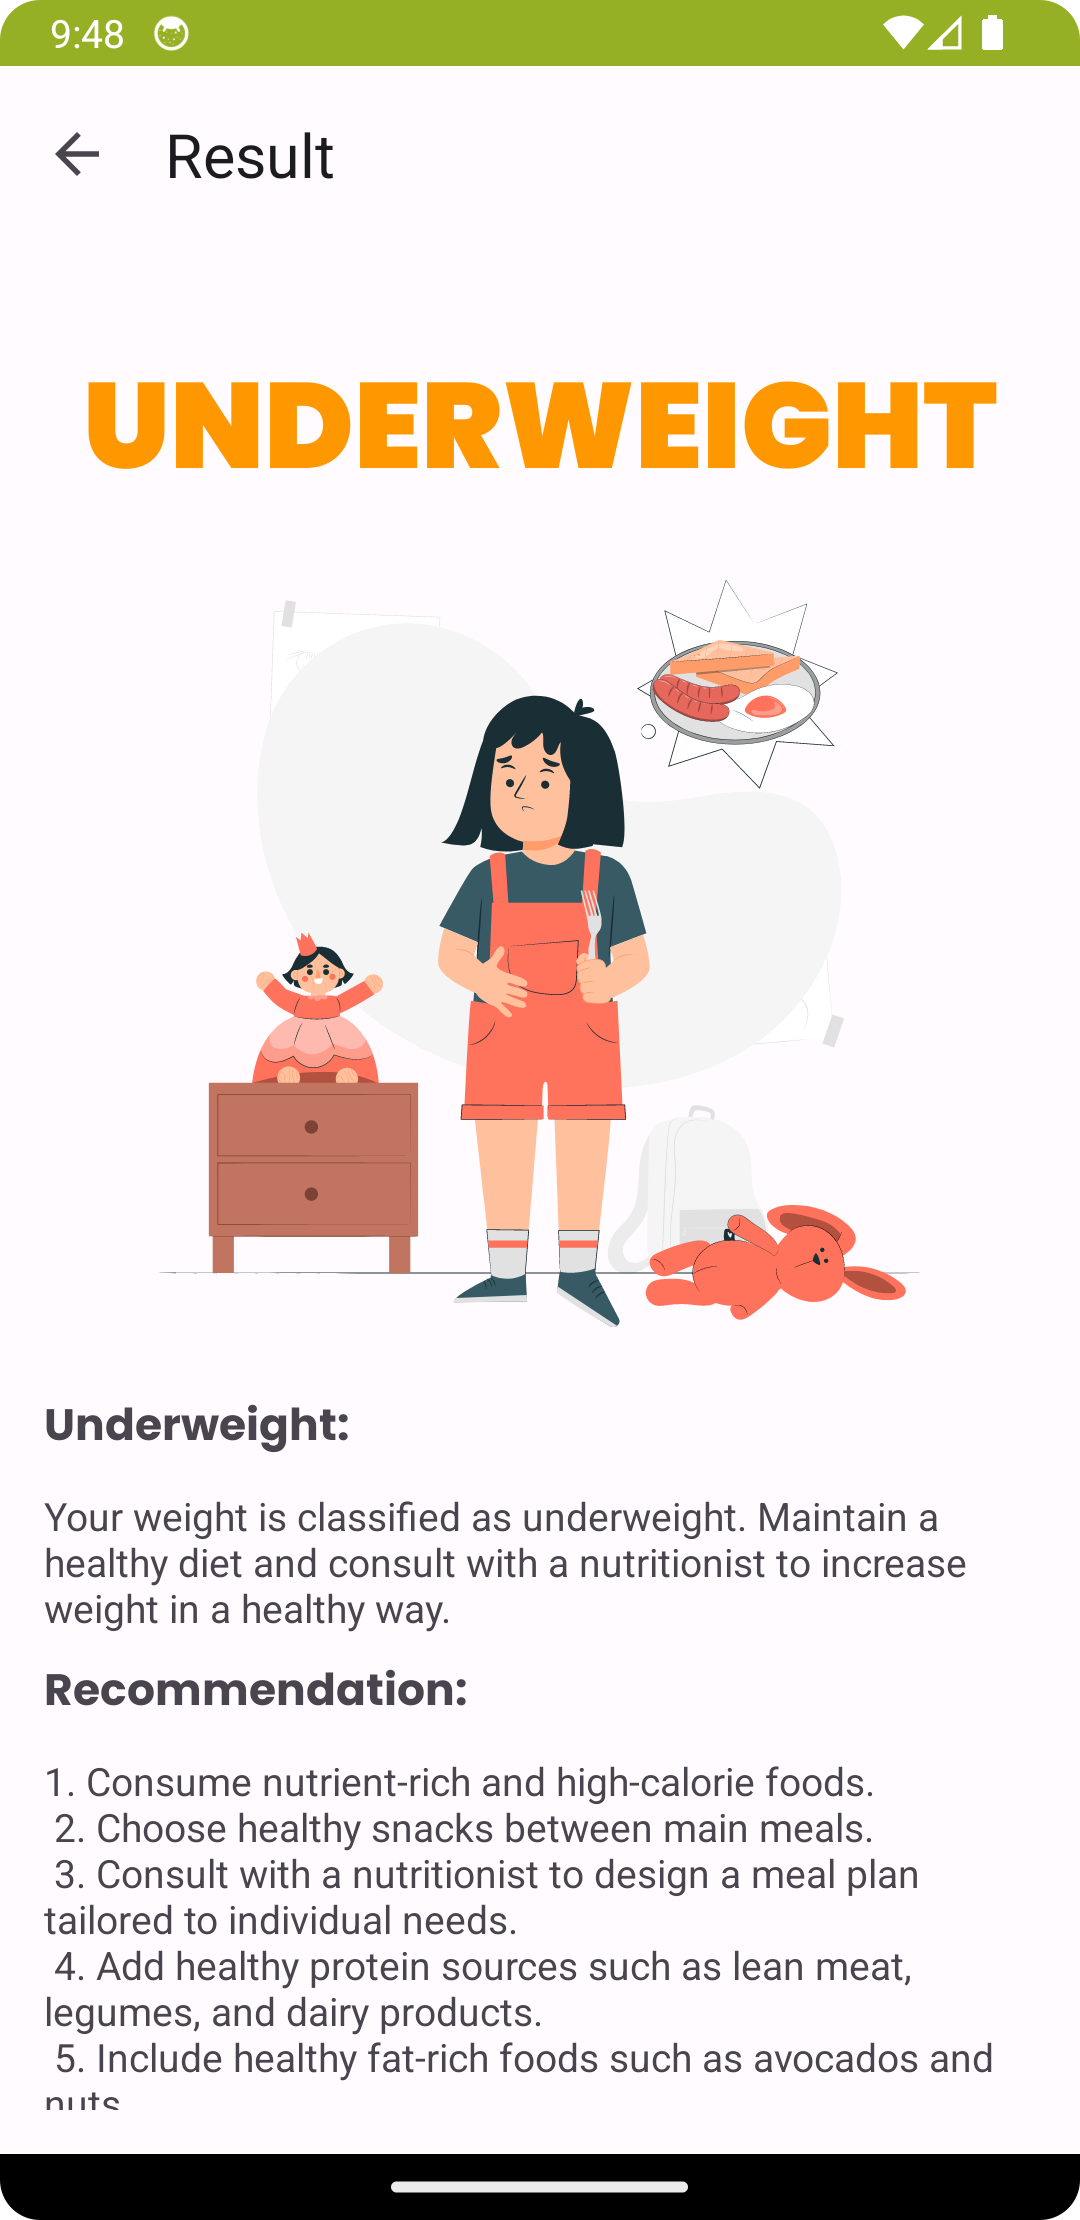 9:48
Result
UNDERWEIGHT
Underweight:
Your weight is classified as underweight. Maintain a
healthy diet and consult with a nutritionist to increase
weight in a healthy way.
Recommendation:
1. Consume nutrient-rich and high-calorie foods.
2. Choose healthy snacks between main meals.
3. Consult with a nutritionist to design a meal plan
tailored to individual needs.
4. Add healthy protein sources such as lean meat,
legumes, and dairy products.
5. Include healthy fat-rich foods such as avocados and
nuts.